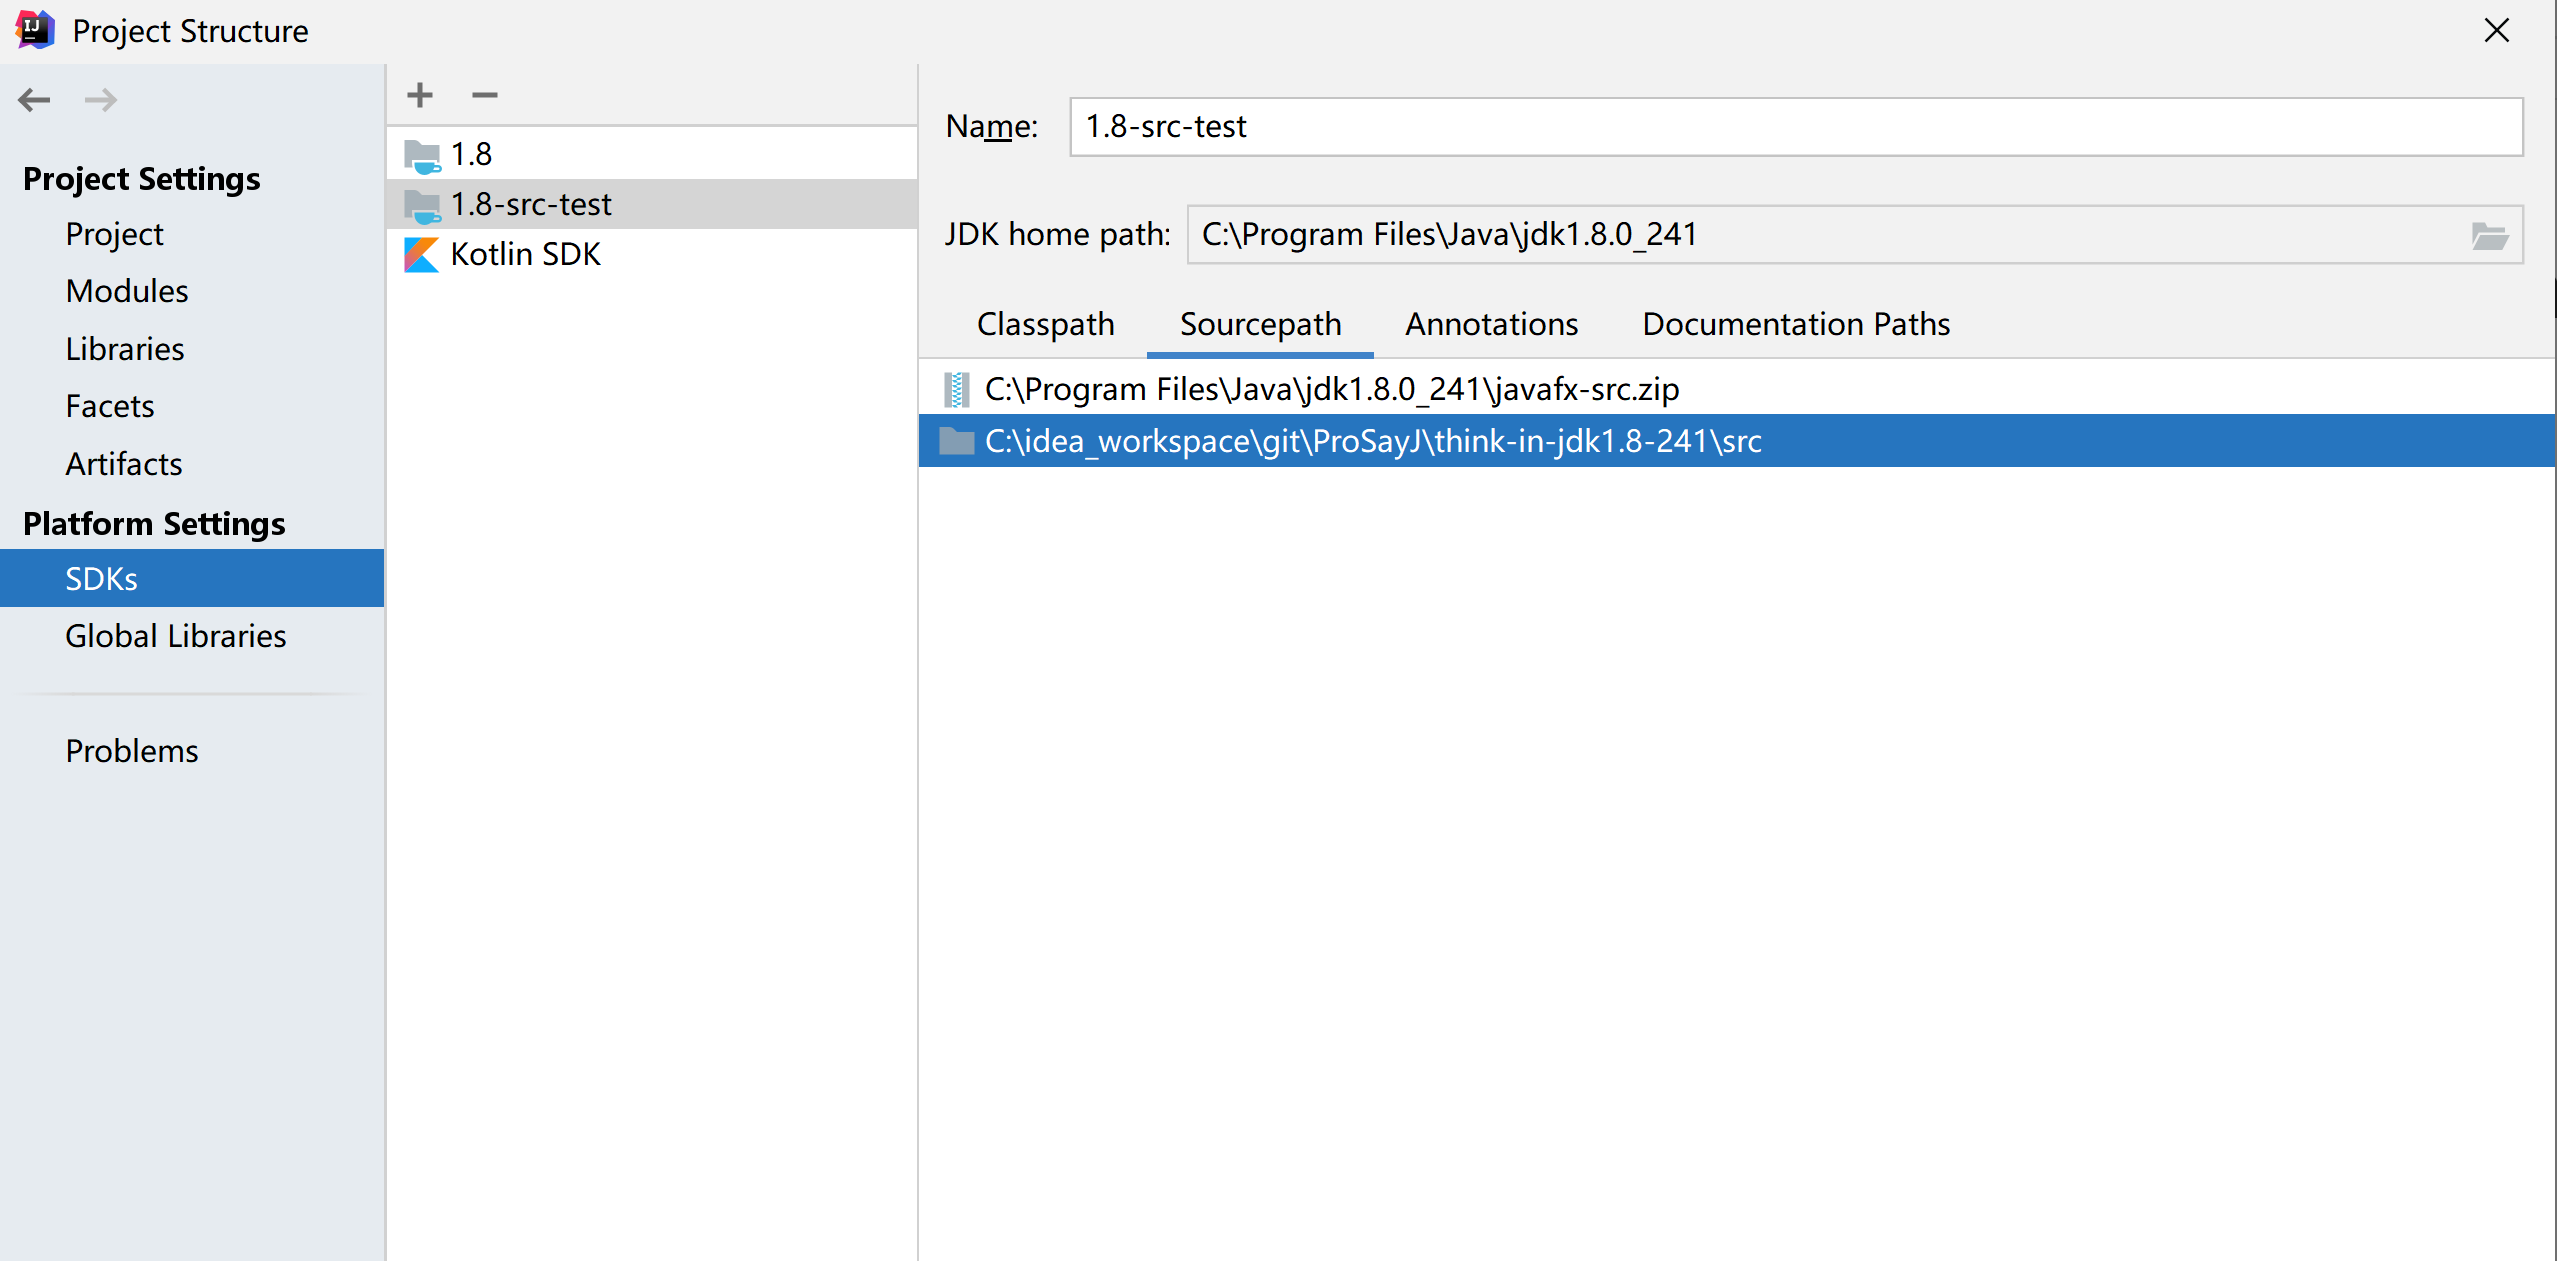 Project Structure
Project Settings
Project
Modules
Libraries
Facets
Artifacts
Platform Settings
SDKs
Global Libraries
Problems
1.8
1.8-src-test
Kotlin SDK
Name: 1.8-src-test
JDK home path: C:\Program Files\Java\jdk1.8.0_241
Classpath Sourcepath Annotations Documentation Paths
C:\Program Files\Java\jdk1.8.0_241\javafx-src.zip
C:\idea_workspace\git\ProSayJ\think-in-jdk1.8-241\src